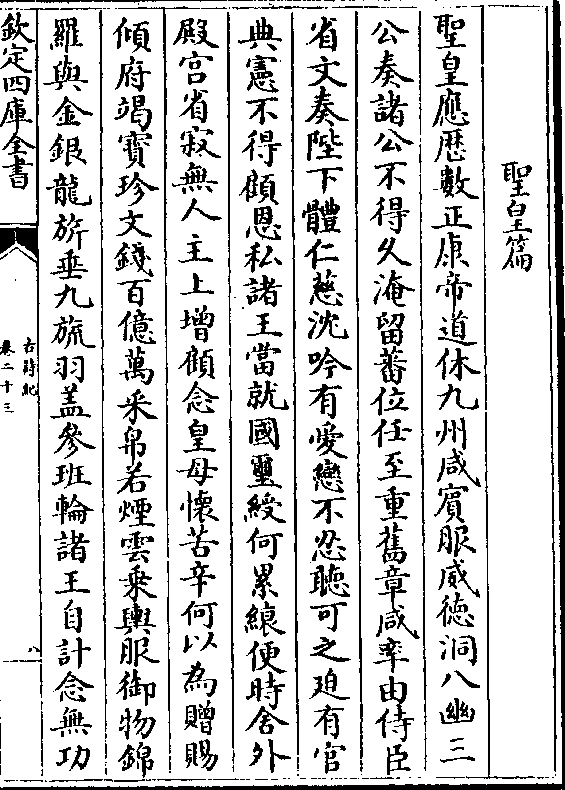 聖皇篇
聖皇應厯數正康帝道休九州咸賓服威徳洞八幽三
公奏諸公不得久淹留蕃位任至重舊章咸率由侍臣
省文奏陛下體仁慈沈吟有愛戀不忍聽可之廹有官
典憲不得顧恩私諸王當就國璽綬何累縗便時舍外
殿宫省寂無人主上增顧念皇母懷苦辛何以為贈賜
傾府竭寳珍文錢百億萬采帛若煙雲乗輿服御物錦
羅與金銀龍旂垂九旒羽盖參班輪諸王自計念無功
欽定四庫全書
古詩紀
卷二十三
八